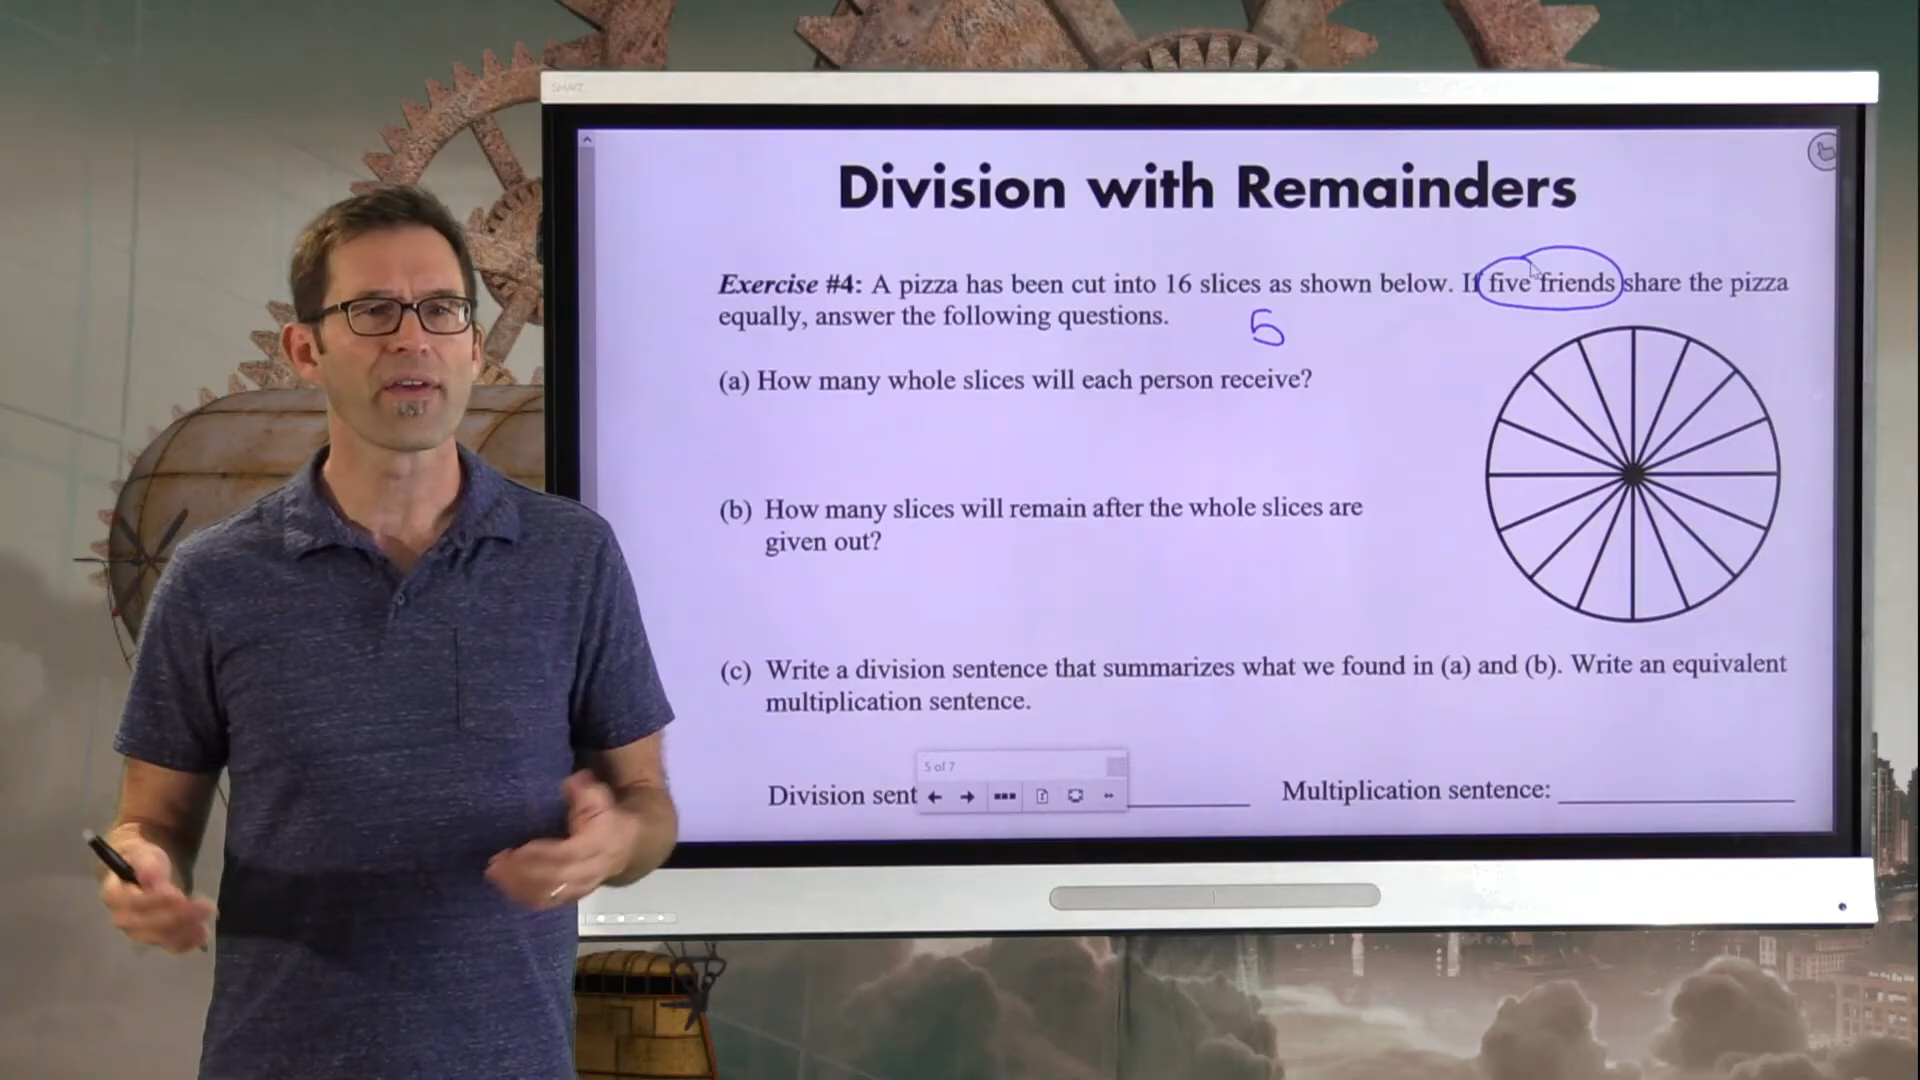 SMART
Division with Remainders
Exercise #4: A pizza has been cut into 16 slices as shown below. If five friends share the pizza
equally, answer the following questions.
5
(a) How many whole slices will each person receive?
(b) How many slices will remain after the whole slices are
given out?
(c) Write a division sentence that summarizes what we found in (a) and (b). Write an equivalent
multiplication sentence.
5 of 7
Division sent
Multiplication sentence: